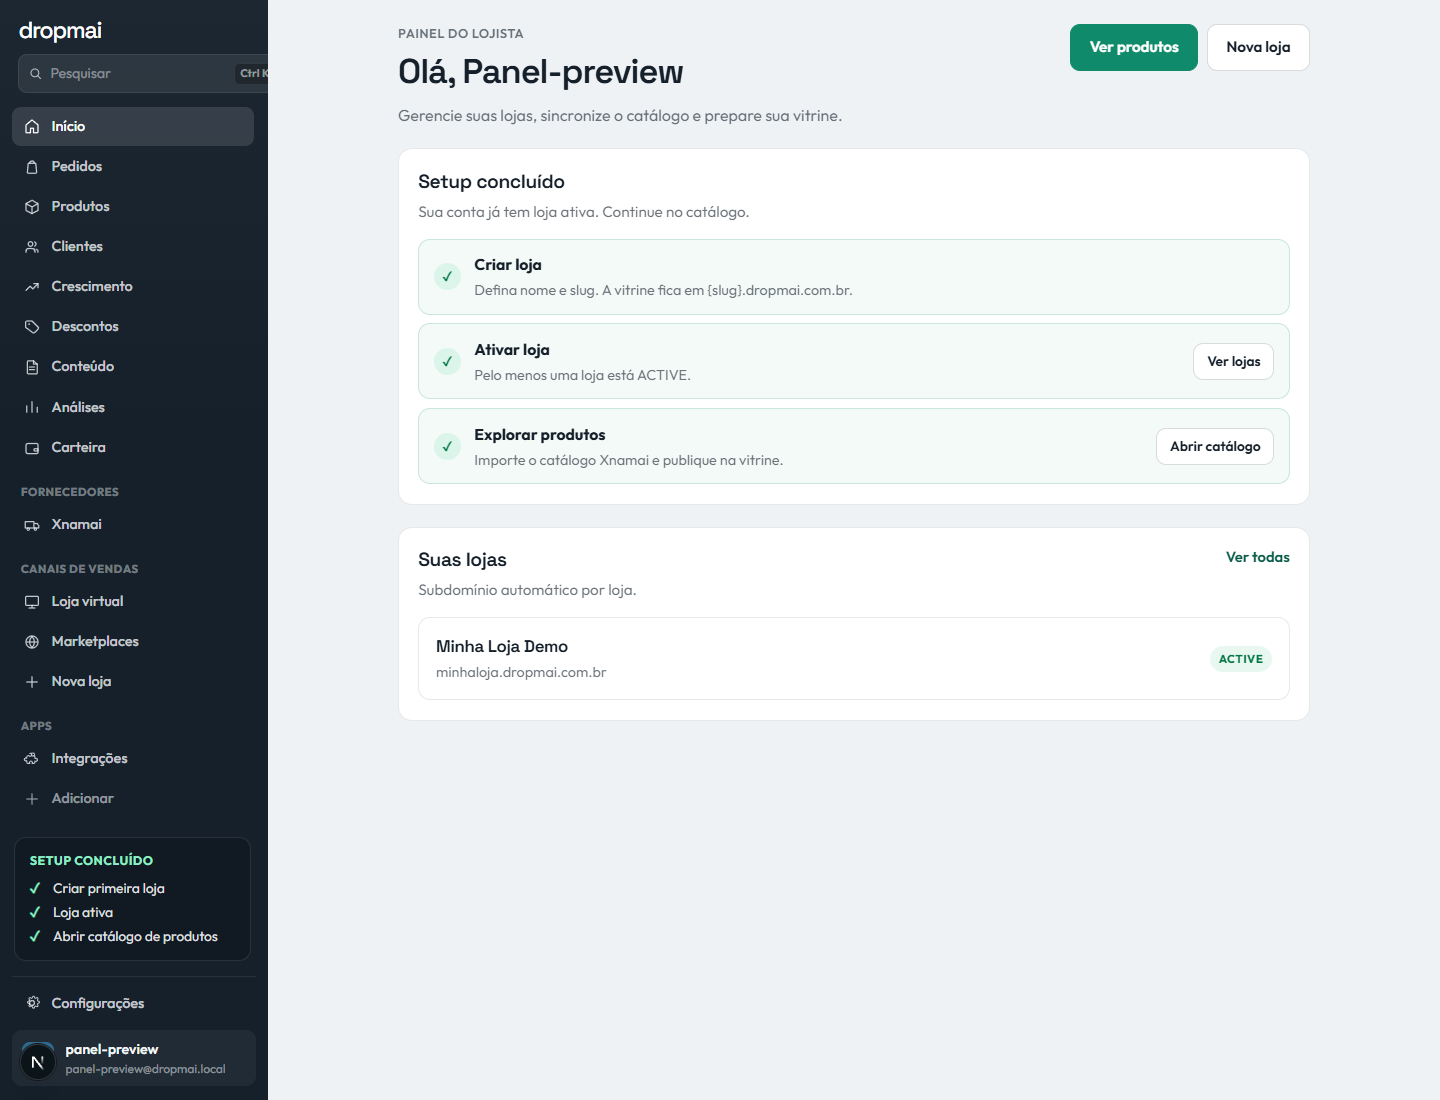 dropmai
Pesquisar
Ctrl K
Início
Pedidos
Produtos
Clientes
Crescimento
Descontos
Conteúdo
Análises
Carteira
FORNECEDORES
Xnamai
CANAIS DE VENDAS
Loja virtual
Marketplaces
Nova loja
APPS
Integrações
Adicionar
SETUP CONCLUÍDO
Criar primeira loja
Loja ativa
Abrir catálogo de produtos
Configurações
N
panel-preview
panel-preview@dropmai.local
PAINEL DO LOJISTA
Olá, Panel-preview
Gerencie suas lojas, sincronize o catálogo e prepare sua vitrine.
Ver produtos
Nova loja
Setup concluído
Sua conta já tem loja ativa. Continue no catálogo.
Criar loja
Defina nome e slug. A vitrine fica em {slug}.dropmai.com.br.
Ativar loja
Pelo menos uma loja está ACTIVE.
Ver lojas
Explorar produtos
Importe o catálogo Xnamai e publique na vitrine.
Abrir catálogo
Suas lojas
Ver todas
Subdomínio automático por loja.
Minha Loja Demo
minhaloja.dropmai.com.br
ACTIVE